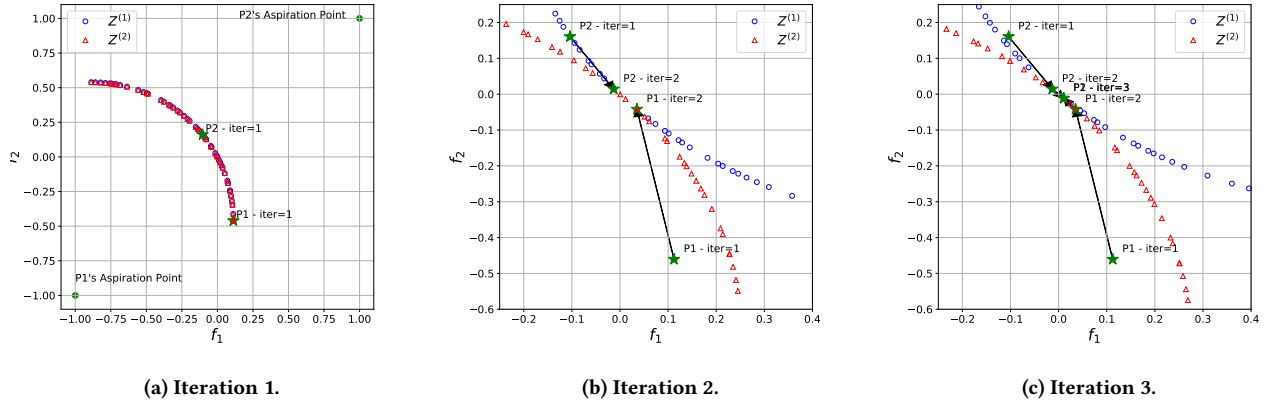 P2's Aspiration Point
Z(1)
Z(2)
1.00
0.75
0.50
0.25
0.00
−0.25
−0.50
−0.75
−1.00
P2 - iter=1
P1 - iter=1
P1's Aspiration Point
−1.00 −0.75 −0.50 −0.25 0.00 0.25 0.50 0.75 1.00
f1
(a) Iteration 1.
0.2
0.1
0.0
−0.1
−0.2
−0.3
−0.4
−0.5
−0.6
f2
P2 - iter=1
P2 - iter=2
P1 - iter=2
P1 - iter=1
Z(1)
Z(2)
−0.2 −0.1 0.0 0.1 0.2 0.3 0.4
f1
(b) Iteration 2.
0.2
0.1
0.0
−0.1
−0.2
−0.3
−0.4
−0.5
−0.6
f2
P2 - iter=1
P2 - iter=2
P1 - iter=2
P1 - iter=1
Z(1)
Z(2)
−0.2 −0.1 0.0 0.1 0.2 0.3 0.4
f1
(c) Iteration 3.